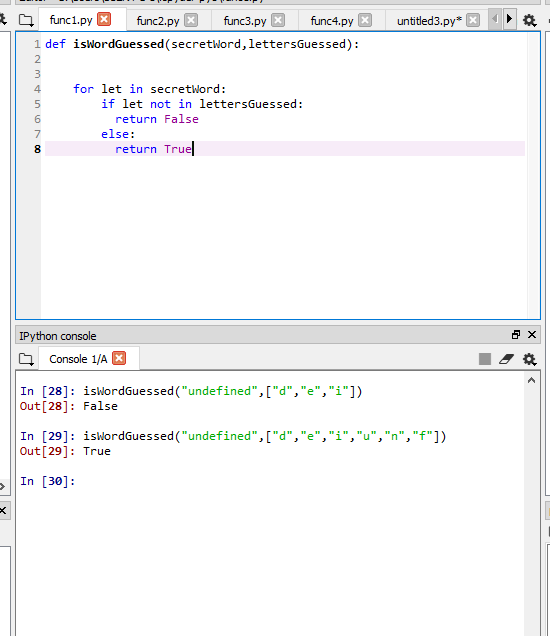 func1.py func2.py func3.py func4.py untitled3.py*
1 def isWordGuessed(secretWord,lettersGuessed):
2
3
4     for let in secretWord:
5         if let not in lettersGuessed:
6           return False
7         else:
8           return True
IPython console
Console 1/A
In [28]: isWordGuessed("undefined",["d","e","i"])
Out[28]: False
In [29]: isWordGuessed("undefined",["d","e","i","u","n","f"])
Out[29]: True
In [30]: